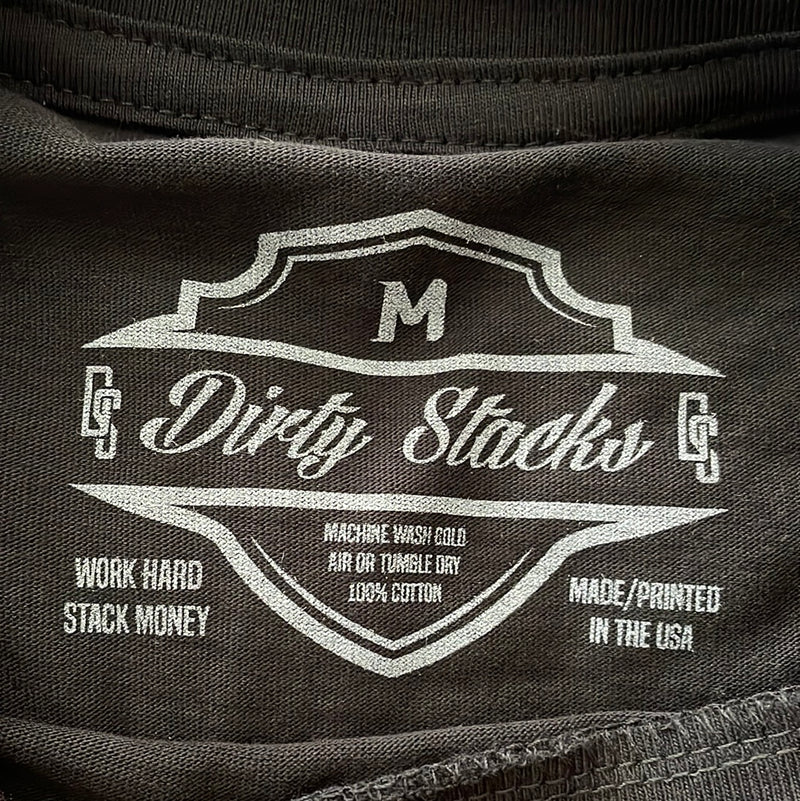 M
DS Dirty Stacks DS
MACHINE WASH COLD
AIR OR TUMBLE DRY
100% COTTON
WORK HARD
STACK MONEY
MADE/PRINTED
IN THE USA